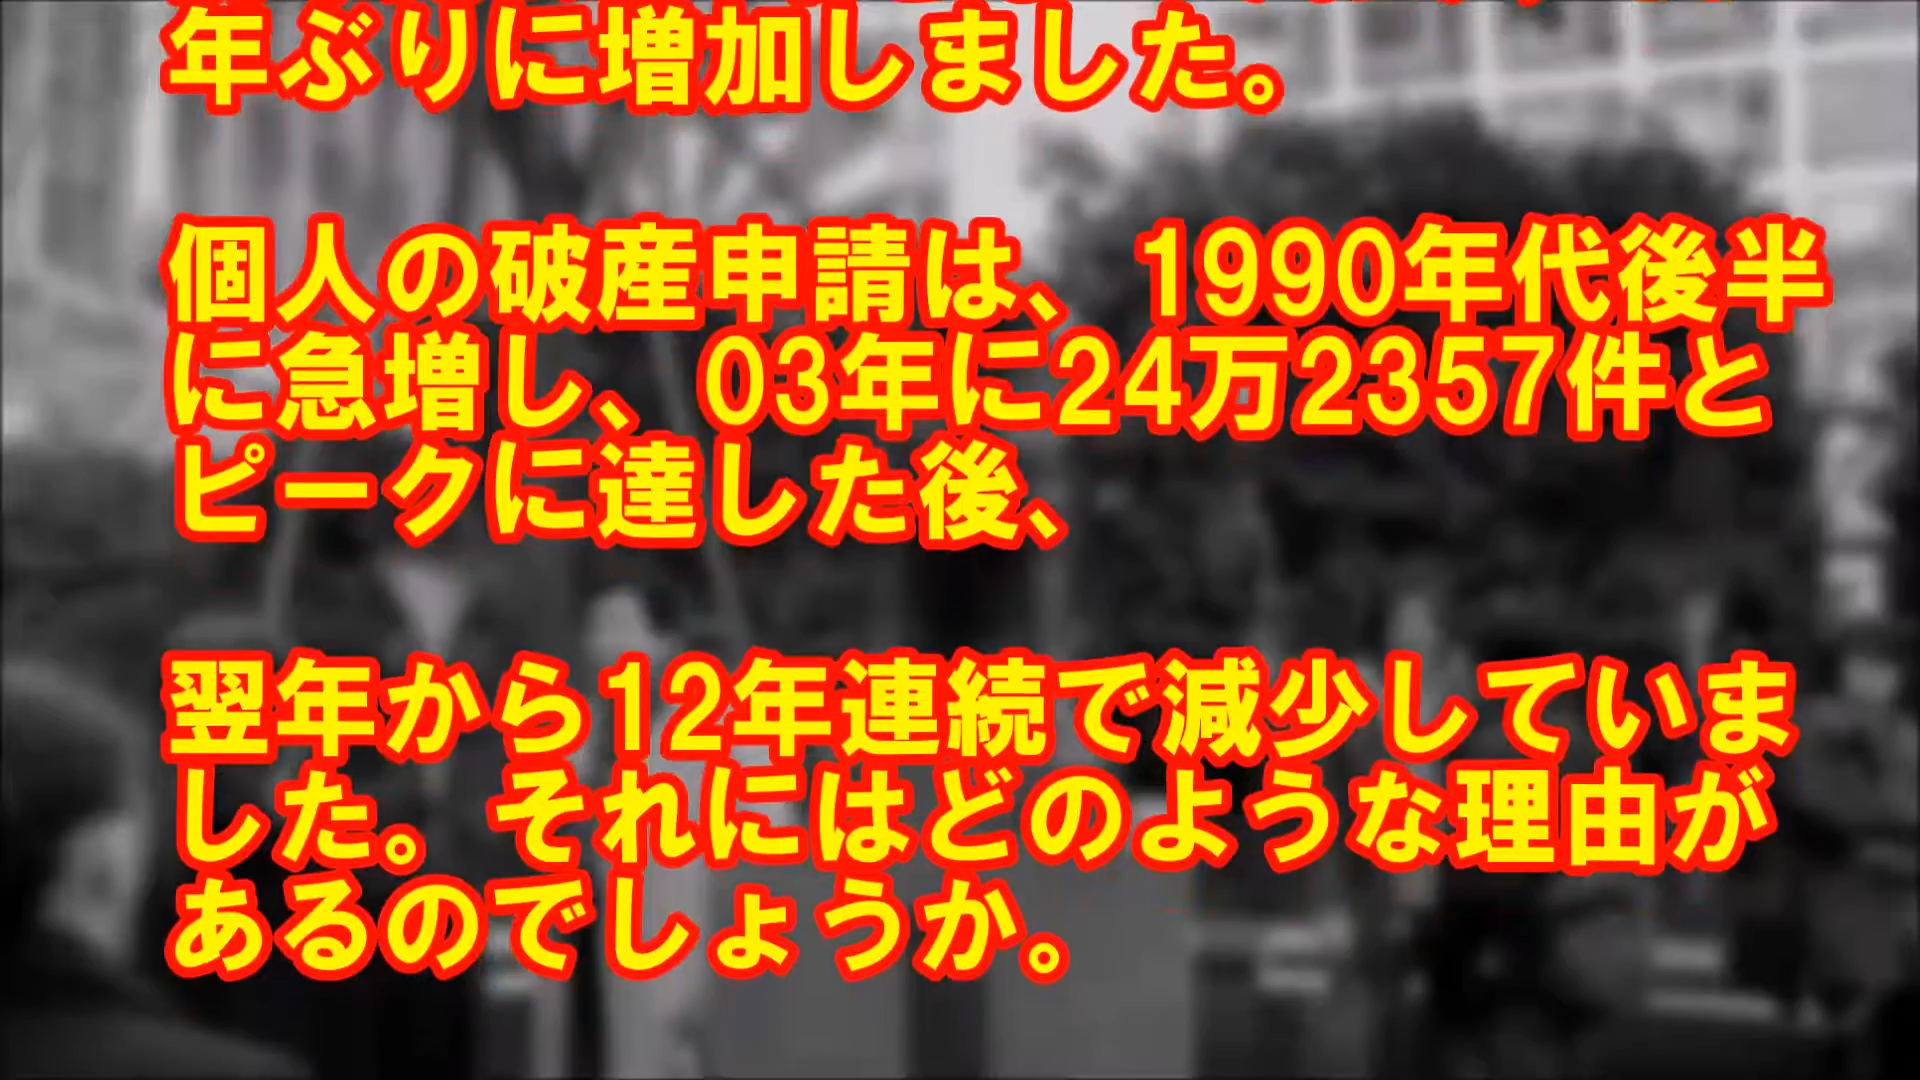 年ぶりに増加しました。
個人の破産申請は、1990年代後半
に急増し、03年に24万2357件と
ピークに達した後、
翌年から12年連続で減少していま
した。それにはどのような理由が
あるのでしょうか。